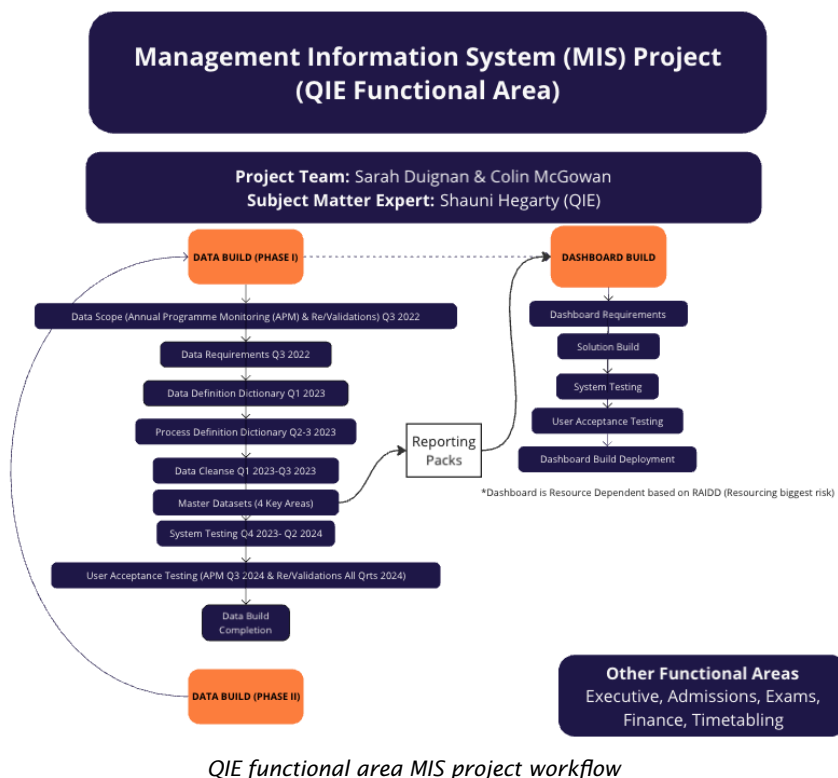 Management Information System (MIS) Project
(QIE Functional Area)
Project Team: Sarah Duignan & Colin McGowan
Subject Matter Expert: Shauni Hegarty (QIE)
DATA BUILD (PHASE I)
Data Scope (Annual Programme Monitoring (APM) & Re/Validations) Q3 2022
Data Requirements Q3 2022
Data Definition Dictionary Q1 2023
Process Definition Dictionary Q2-3 2023
Data Cleanse Q1 2023-Q3 2023
Master Datasets (4 Key Areas)
System Testing Q4 2023- Q2 2024
User Acceptance Testing (APM Q3 2024 & Re/Validations All Qrts 2024)
Data Build
Completion
DATA BUILD (PHASE II)
Reporting
Packs
DASHBOARD BUILD
Dashboard Requirements
Solution Build
System Testing
User Acceptance Testing
Dashboard Build Deployment
*Dashboard is Resource Dependent based on RAIDD (Resourcing biggest risk)
Other Functional Areas
Executive, Admissions, Exams,
Finance, Timetabling
QIE functional area MIS project workflow